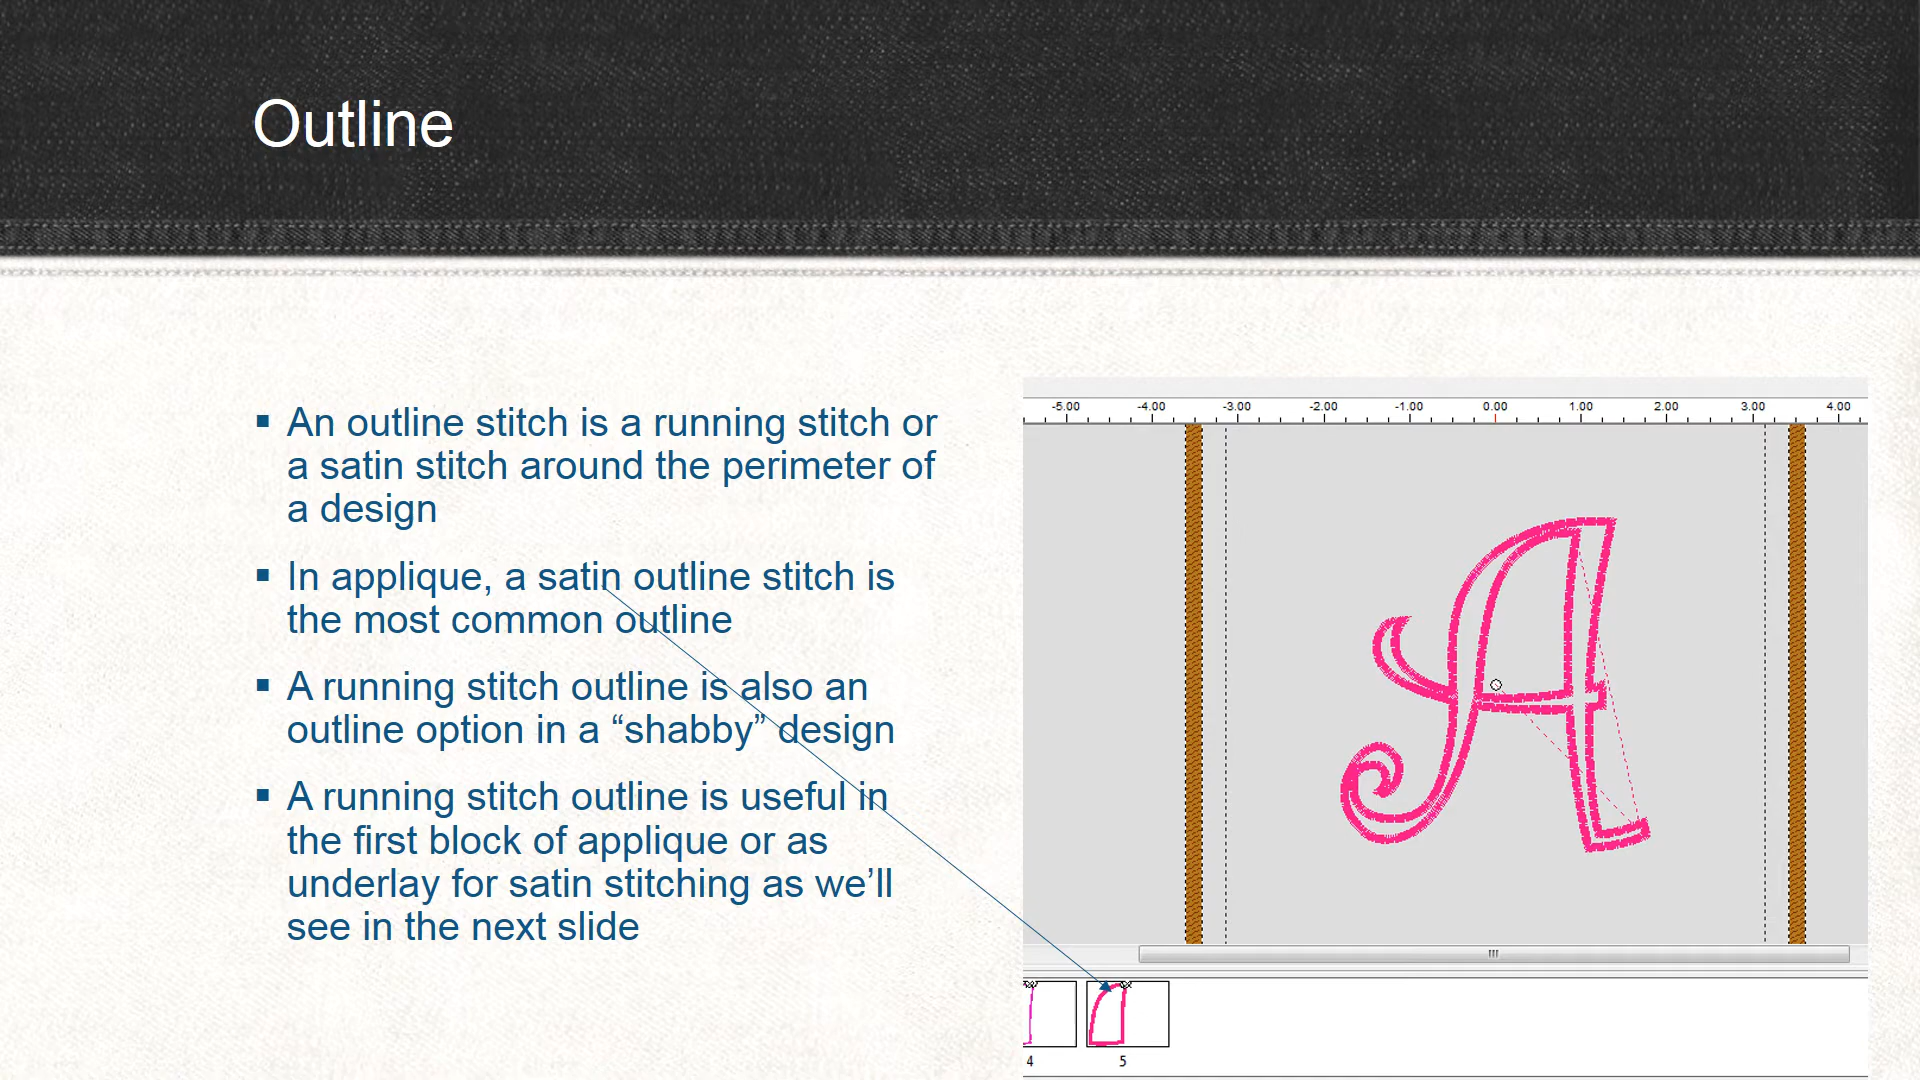 Outline
▪ An outline stitch is a running stitch or
a satin stitch around the perimeter of
a design
▪ In applique, a satin outline stitch is
the most common outline
▪ A running stitch outline is also an
outline option in a “shabby” design
▪ A running stitch outline is useful in
the first block of applique or as
underlay for satin stitching as we’ll
see in the next slide
-5.00 -4.00 -3.00 -2.00 -1.00 0.00 1.00 2.00 3.00 4.00
A
4 5